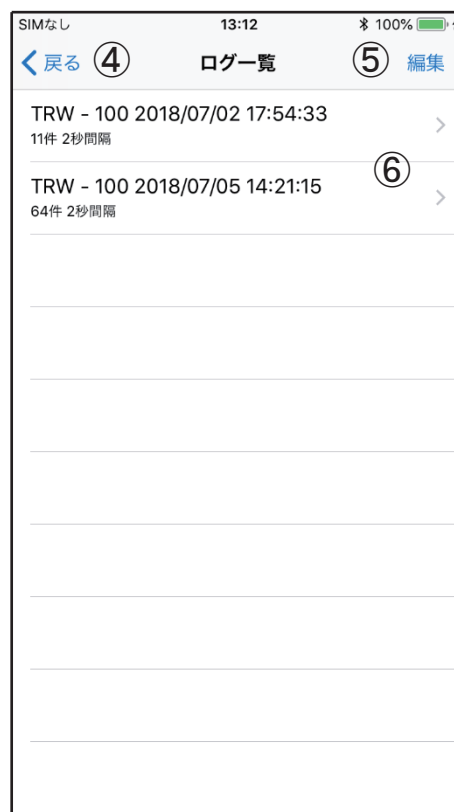 SIMなし 13:12 100%
戻る ④ ログ一覧 ⑤ 編集
TRW - 100 2018/07/02 17:54:33
11件 2秒間隔
⑥
TRW - 100 2018/07/05 14:21:15
64件 2秒間隔